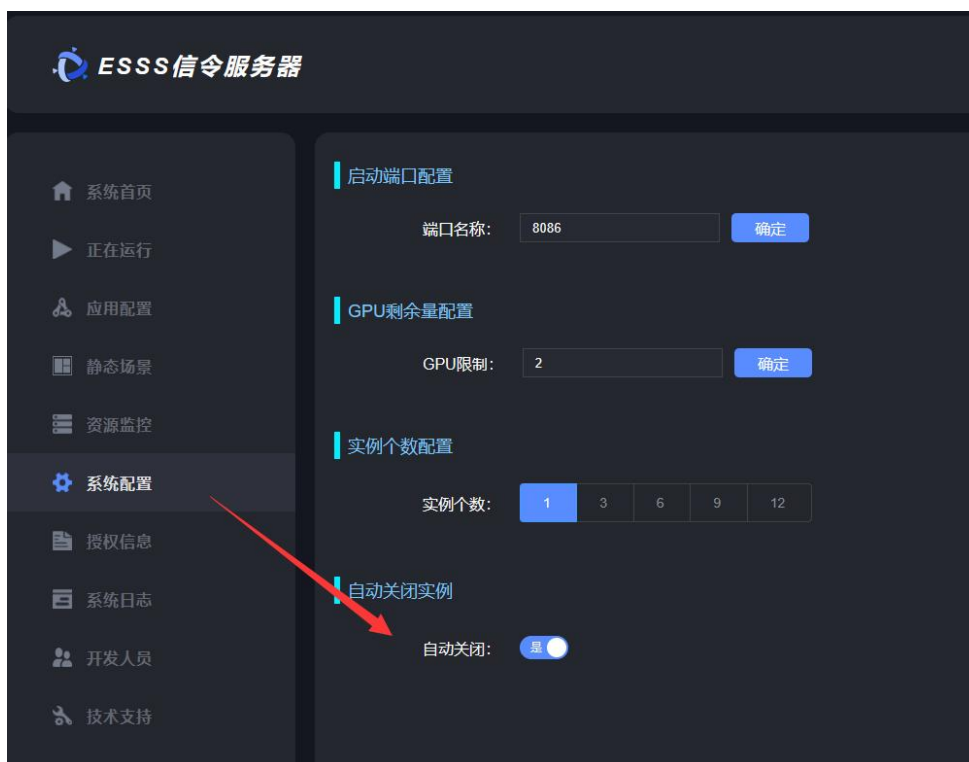 ESSS信令服务器
系统首页
正在运行
应用配置
静态场景
资源监控
系统配置
授权信息
系统日志
开发人员
技术支持
启动端口配置
端口名称： 8086 确定
GPU剩余量配置
GPU限制： 2 确定
实例个数配置
实例个数： 1 3 6 9 12
自动关闭实例
自动关闭： 是